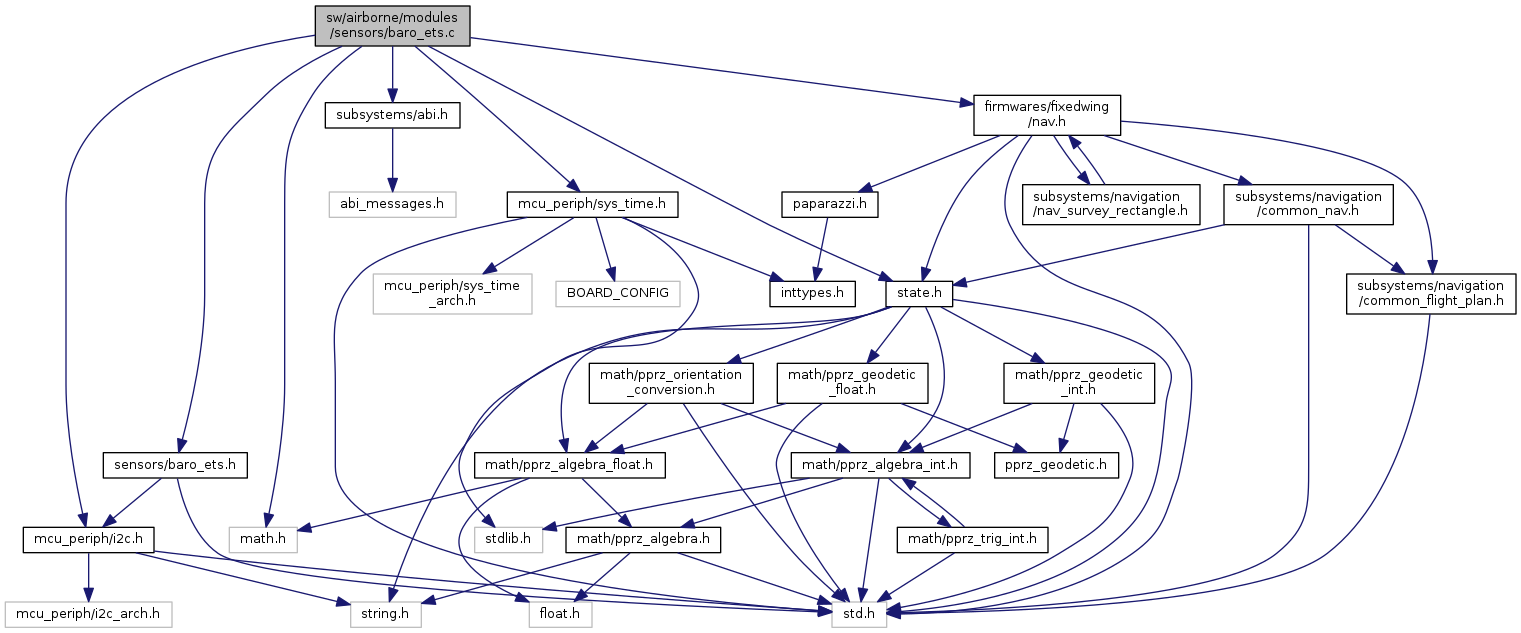 sw/airborne/modules
/sensors/baro_ets.c
subsystems/abi.h
firmwares/fixedwing
/nav.h
abi_messages.h
mcu_periph/sys_time.h
paparazzi.h
subsystems/navigation
/nav_survey_rectangle.h
subsystems/navigation
/common_nav.h
mcu_periph/sys_time
_arch.h
BOARD_CONFIG
inttypes.h
state.h
subsystems/navigation
/common_flight_plan.h
math/pprz_orientation
_conversion.h
math/pprz_geodetic
_float.h
math/pprz_geodetic
_int.h
sensors/baro_ets.h
math/pprz_algebra_float.h
math/pprz_algebra_int.h
pprz_geodetic.h
mcu_periph/i2c.h
math.h
stdlib.h
math/pprz_algebra.h
math/pprz_trig_int.h
mcu_periph/i2c_arch.h
string.h
float.h
std.h